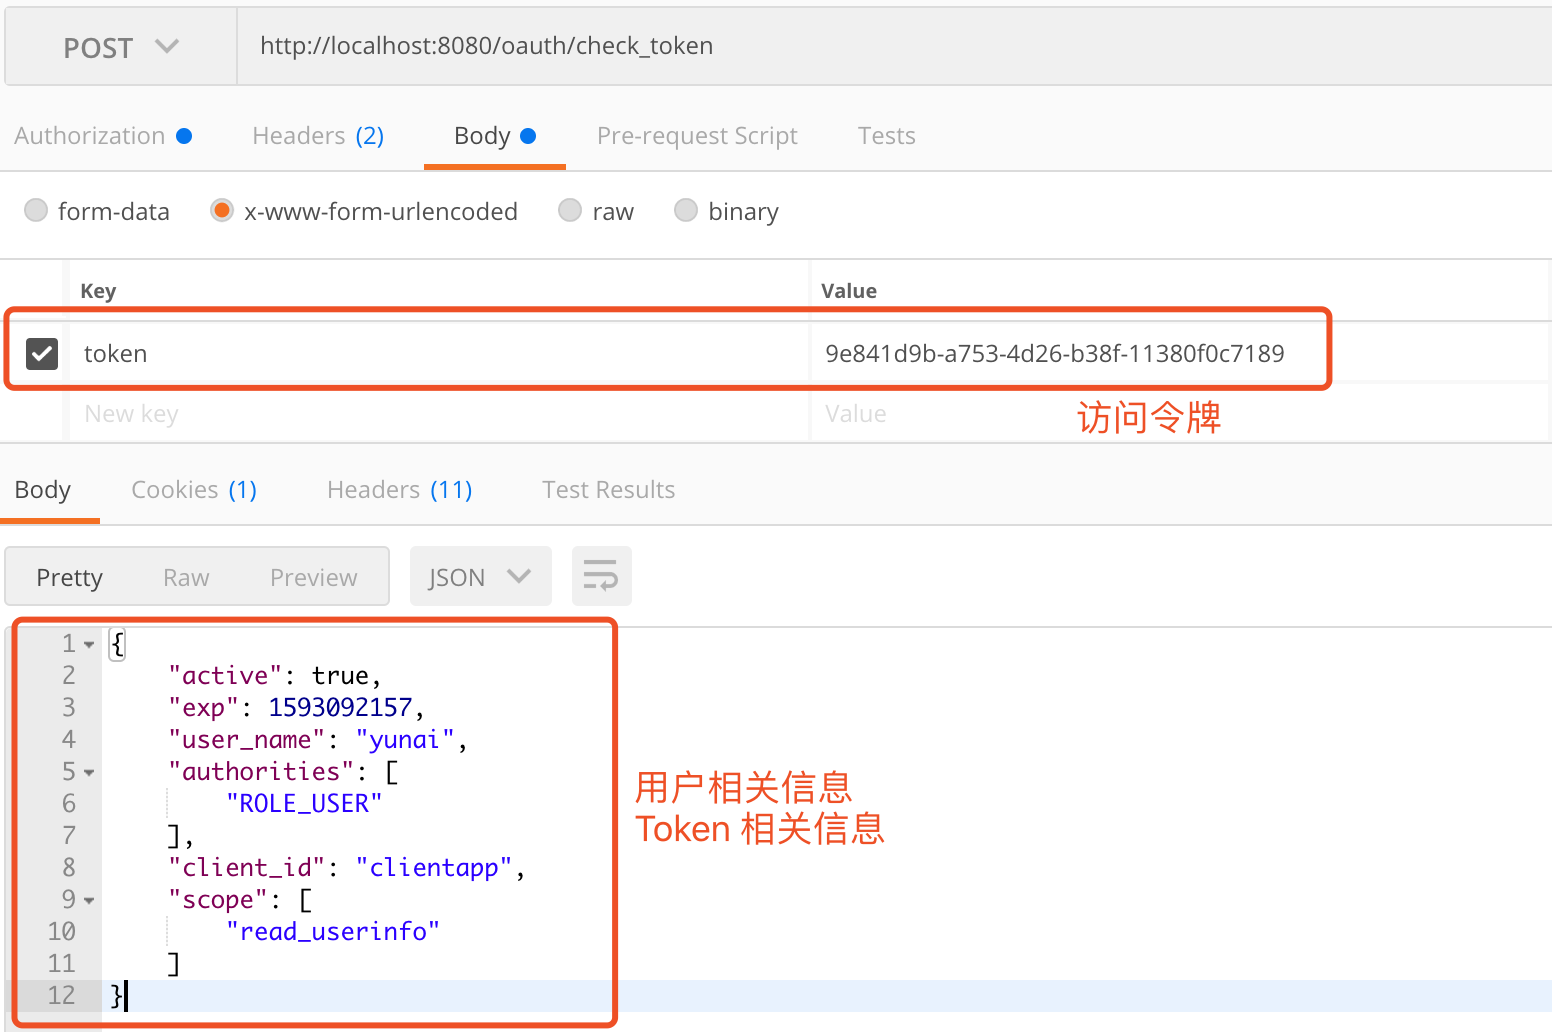 POST http://localhost:8080/oauth/check_token
Authorization Headers (2) Body Pre-request Script Tests
form-data x-www-form-urlencoded raw binary
Key Value
token 9e841d9b-a753-4d26-b38f-11380f0c7189
New key Value
访问令牌
Body Cookies (1) Headers (11) Test Results
Pretty Raw Preview JSON
1 {
2 "active": true,
3 "exp": 1593092157,
4 "user_name": "yunai",
5 "authorities": [
6 "ROLE_USER"
7 ],
8 "client_id": "clientapp",
9 "scope": [
10 "read_userinfo"
11 ]
12 }
用户相关信息
Token 相关信息